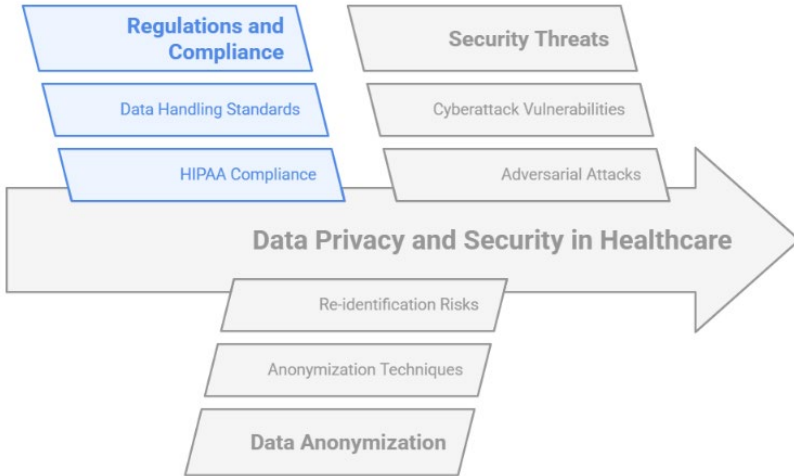 Regulations and
Compliance
Security Threats
Data Handling Standards
Cyberattack Vulnerabilities
HIPAA Compliance
Adversarial Attacks
Data Privacy and Security in Healthcare
Re-identification Risks
Anonymization Techniques
Data Anonymization